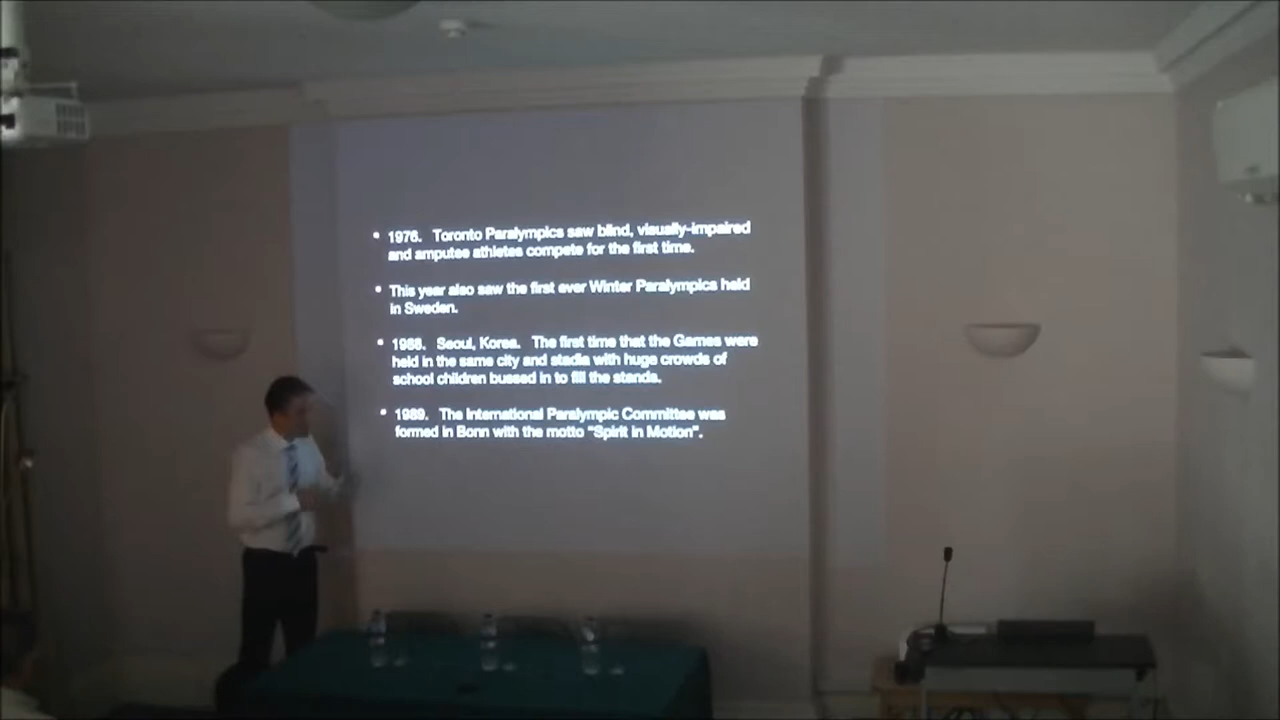 • 1976. Toronto Paralympics saw blind, visually-impaired
and amputee athletes compete for the first time.
• This year also saw the first ever Winter Paralympics held
in Sweden.
• 1988. Seoul, Korea. The first time that the Games were
held in the same city and stadia with huge crowds of
school children bussed in to fill the stands.
• 1989. The International Paralympic Committee was
formed in Bonn with the motto "Spirit in Motion".